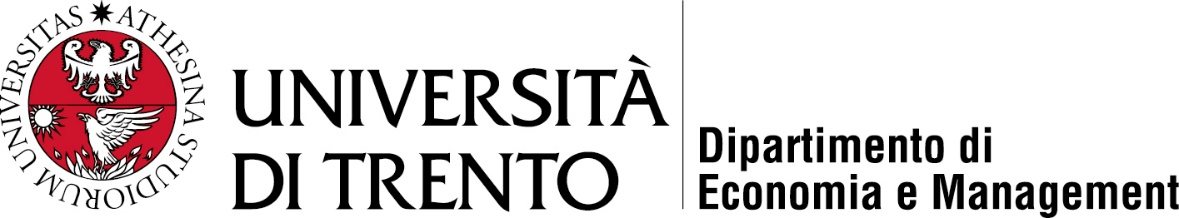 ATHESINA STUDIORUM UNIVERSITAS
UNIVERSITÀ
DI TRENTO
Dipartimento di
Economia e Management